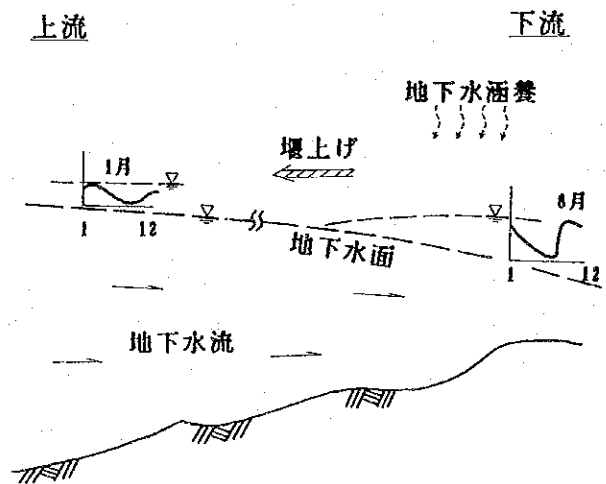 上流
下流
地下水涵養
堰上げ
1月
8月
1 12
地下水面
1 12
地下水流